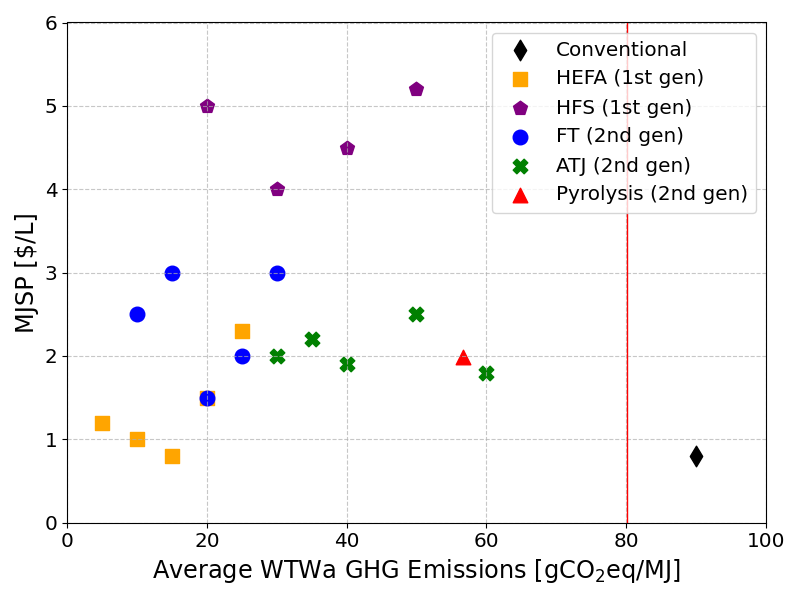 6
5
4
3
2
1
0
MJSP [$/L]
Conventional
HEFA (1st gen)
HFS (1st gen)
FT (2nd gen)
ATJ (2nd gen)
Pyrolysis (2nd gen)
0 20 40 60 80 100
Average WTWa GHG Emissions [gCO₂eq/MJ]